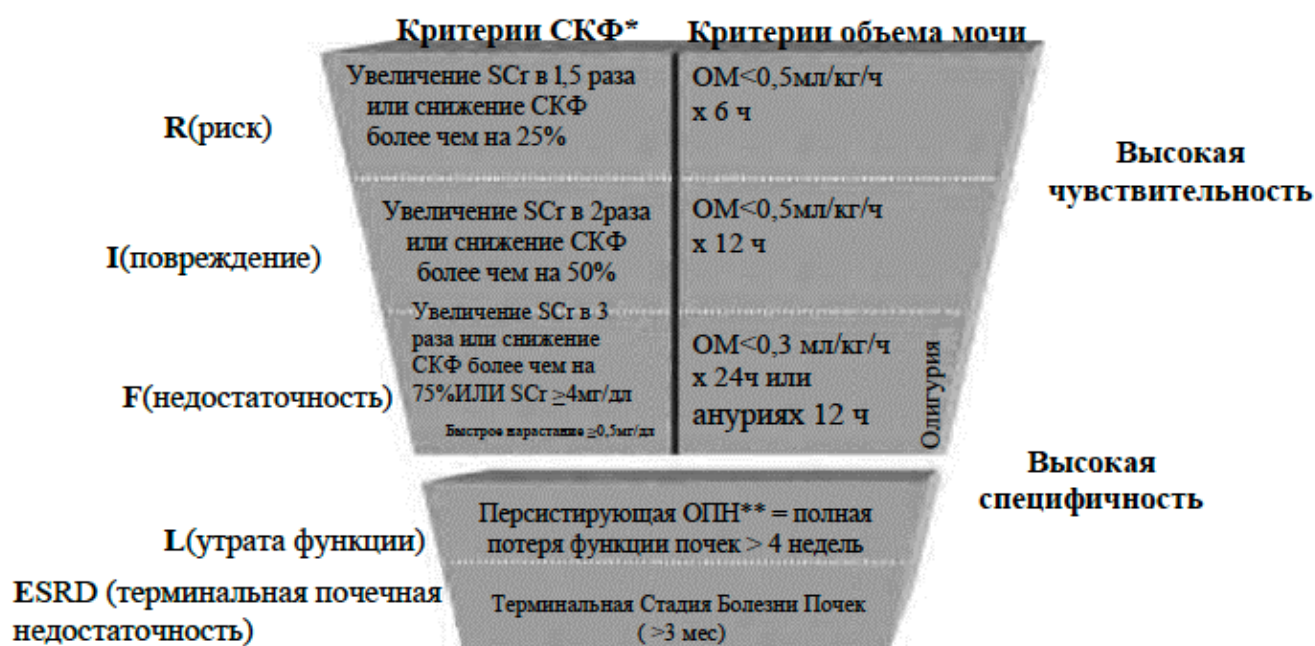 Критерии СКФ*
Критерии объема мочи
R(риск)
Увеличение SCr в 1,5 раза
или снижение СКФ
более чем на 25%
ОМ<0,5мл/кг/ч
х 6 ч
Высокая
чувствительность
I(повреждение)
Увеличение SCr в 2раза
или снижение СКФ
более чем на 50%
ОМ<0,5мл/кг/ч
х 12 ч
F(недостаточность)
Увеличение SCr в 3
раза или снижение
СКФ более чем на
75%ИЛИ SCr ≥4мг/дл
Быстрое нарастание ≥0,5мг/дл
ОМ<0,3 мл/кг/ч
х 24ч или
ануриях 12 ч
Олигурия
Высокая
специфичность
L(утрата функции)
Персистирующая ОПН** = полная
потеря функции почек > 4 недель
ESRD (терминальная почечная
недостаточность)
Терминальная Стадия Болезни Почек
( >3 мес)